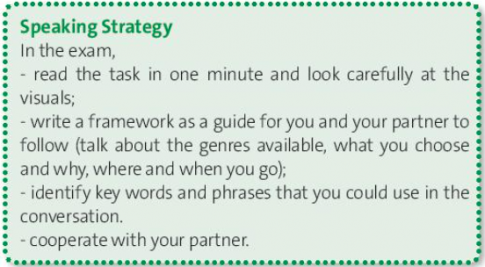 Speaking Strategy
In the exam,
- read the task in one minute and look carefully at the
visuals;
- write a framework as a guide for you and your partner to
follow (talk about the genres available, what you choose
and why, where and when you go);
- identify key words and phrases that you could use in the
conversation.
- cooperate with your partner.